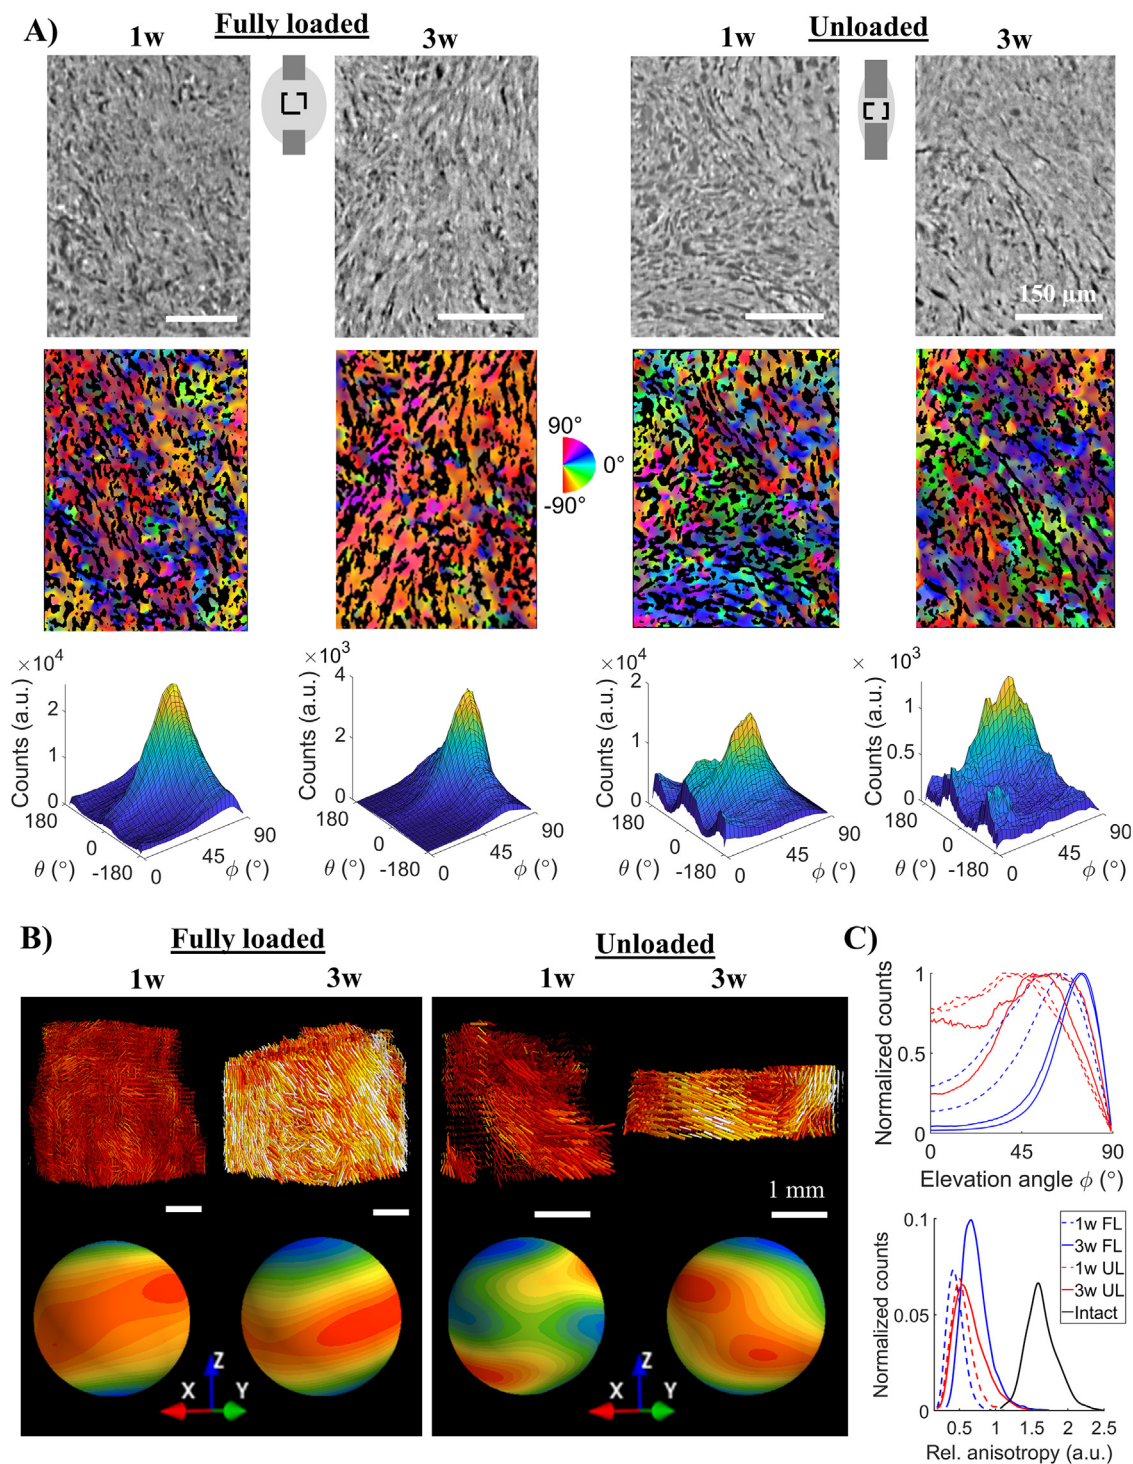 A)
Fully loaded
Unloaded
1w
3w
1w
3w
150 µm
90°
0°
-90°
×10⁴
×10³
×10⁴
× 10³
Counts (a.u.)
2
1
0
180
0
-180
θ (°)
0
45
90
ϕ (°)
Counts (a.u.)
4
2
0
180
0
-180
θ (°)
0
45
90
ϕ (°)
Counts (a.u.)
2
1
0
180
0
-180
θ (°)
0
45
90
ϕ (°)
Counts (a.u.)
1
0.5
0
180
0
-180
θ (°)
0
45
90
ϕ (°)
B)
Fully loaded
Unloaded
1w
3w
1w
3w
1 mm
Z
X
Y
Z
X
Y
C)
Normalized counts
1
0.5
0
0
45
90
Elevation angle ϕ (°)
Normalized counts
0.1
0.05
0
0.5
1
1.5
2
2.5
Rel. anisotropy (a.u.)
1w FL
3w FL
1w UL
3w UL
Intact